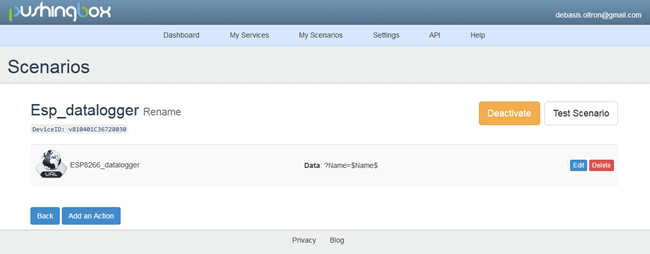 pushingbox
debasis.oltron@gmail.com
Dashboard My Services My Scenarios Settings API Help
Scenarios
Esp_datalogger Rename
Deactivate Test Scenario
DeviceID: v810401C36728030
URL ESP8266_datalogger Data: ?Name=$Name$ Edit Delete
Back Add an Action
Privacy Blog